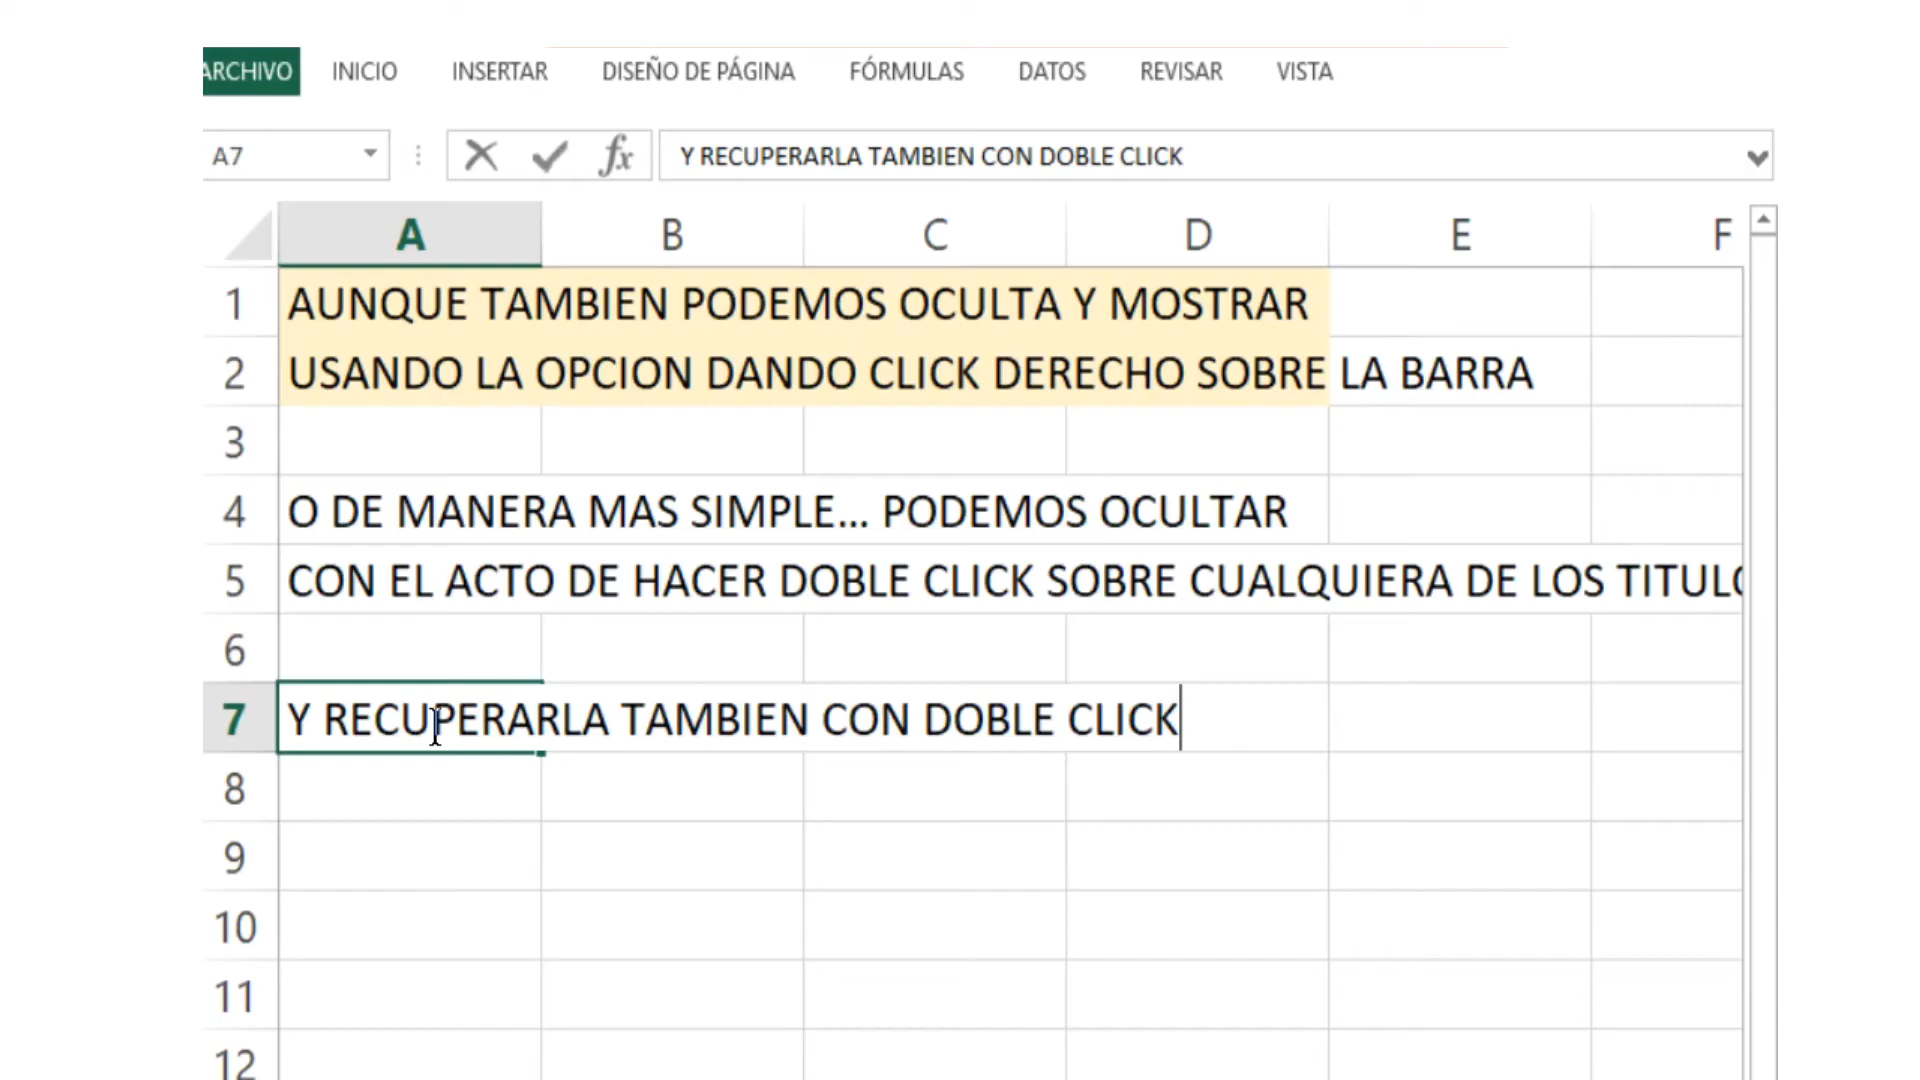 ARCHIVO INICIO INSERTAR DISEÑO DE PÁGINA FÓRMULAS DATOS REVISAR VISTA
A7 fx Y RECUPERARLA TAMBIEN CON DOBLE CLICK
A B C D E F
1 AUNQUE TAMBIEN PODEMOS OCULTA Y MOSTRAR
2 USANDO LA OPCION DANDO CLICK DERECHO SOBRE LA BARRA
3
4 O DE MANERA MAS SIMPLE... PODEMOS OCULTAR
5 CON EL ACTO DE HACER DOBLE CLICK SOBRE CUALQUIERA DE LOS
6
7 Y RECUPERARLA TAMBIEN CON DOBLE CLICK
8
9
10
11
12